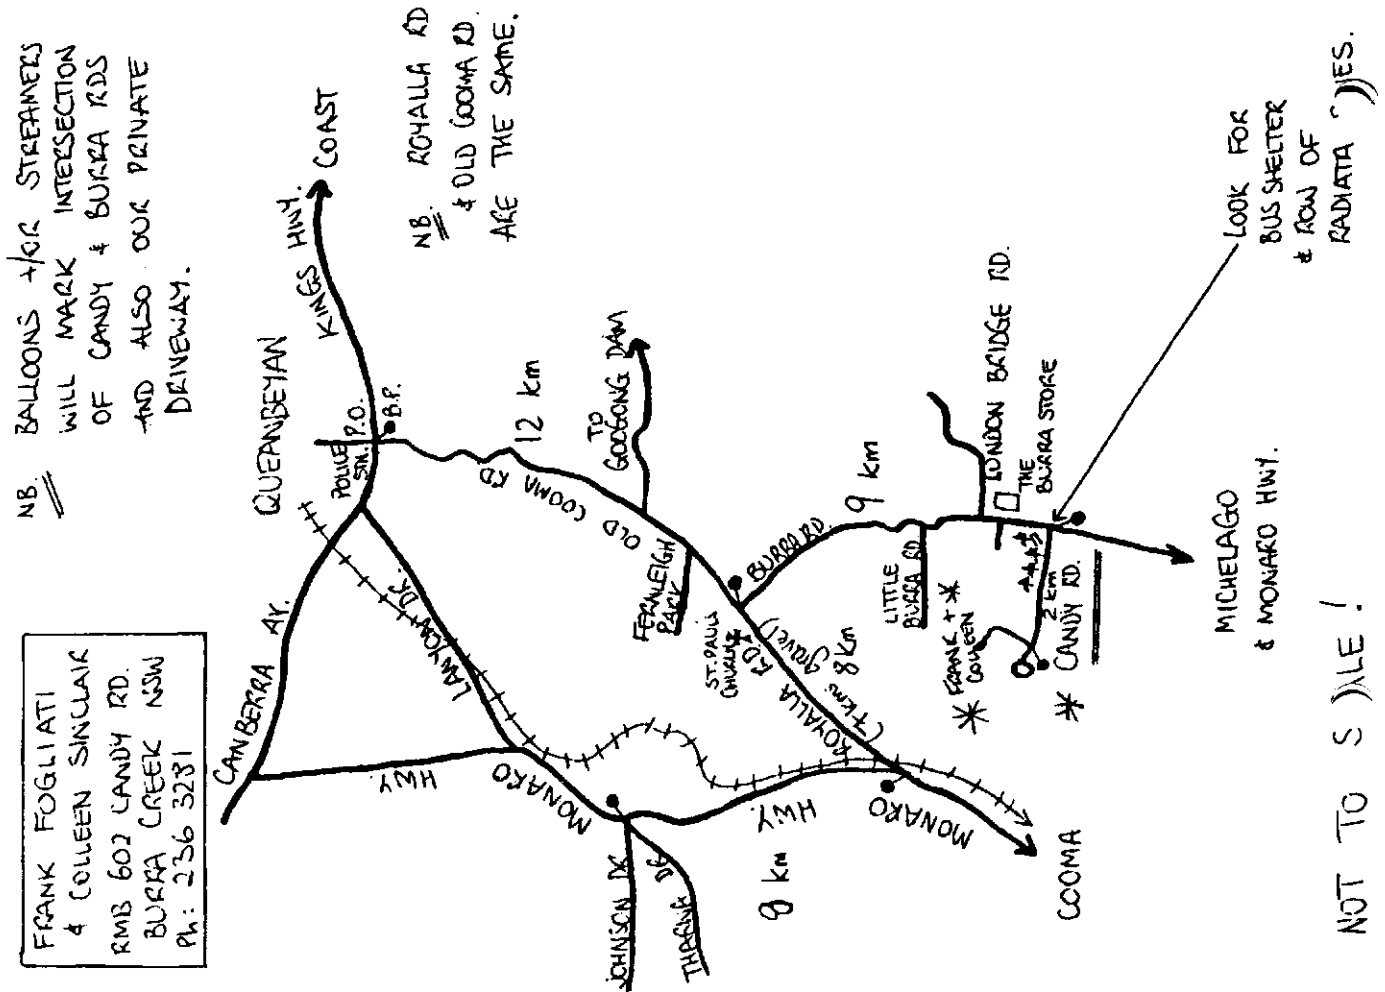 FRANK FOGLIATI
& COLLEEN SINCLAIR
RMB 602 CANDY RD.
BURRA CREEK NSW
Ph: 236 3281
NB. BALLOONS +/OR STREAMERS
WILL MARK INTERSECTION
OF CANDY & BURRA RDS
AND ALSO OUR PRIVATE
DRIVEWAY.
CANBERRA AV.
QUEANBEYAN
KINGS HWY.
COAST
POLICE
STN.
P.O.
B.P.
LANYON DR.
HWY.
MONARO
NB. ROYALLA RD
& OLD COOMA RD.
ARE THE SAME.
12 km
OLD COOMA RD
TO
GOOGONG DAM
FERNLEIGH
PARK
JOHNSON DR
THARWA DR
8 km
HWY.
MONARO
COOMA
ST. PAULS
CHURCH
ROYALLA RD
(7 km gravel)
8 km
BURRA RD.
9 km
LITTLE
BURRA RD
FRANK +
COLLEEN
LONDON BRIDGE RD.
THE
BURRA STORE
2 km
CANDY RD.
LOOK FOR
BUS SHELTER
& ROW OF
RADIATA
MICHELAGO
& MONARO HWY.
NOT TO